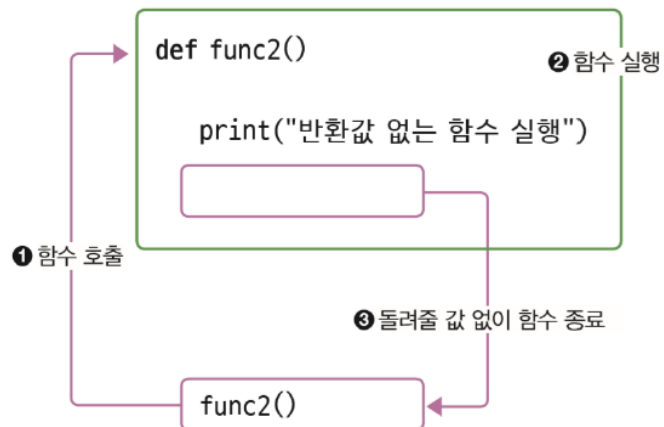 def func2()
❷ 함수 실행
print("반환값 없는 함수 실행")
❶ 함수 호출
❸ 돌려줄 값 없이 함수 종료
func2()